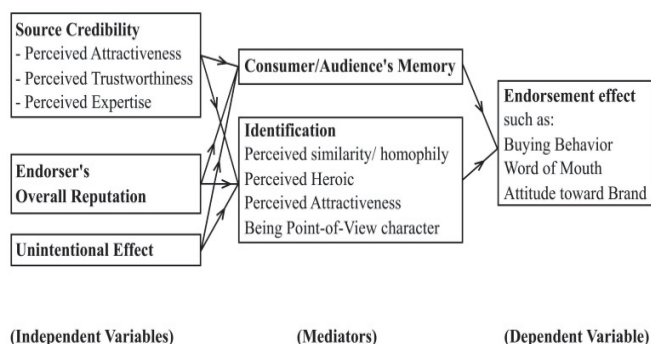 Source Credibility
- Perceived Attractiveness
- Perceived Trustworthiness
- Perceived Expertise
Endorser's
Overall Reputation
Unintentional Effect
Consumer/Audience's Memory
Identification
Perceived similarity/ homophily
Perceived Heroic
Perceived Attractiveness
Being Point-of-View character
Endorsement effect
such as:
Buying Behavior
Word of Mouth
Attitude toward Brand
(Independent Variables)
(Mediators)
(Dependent Variable)